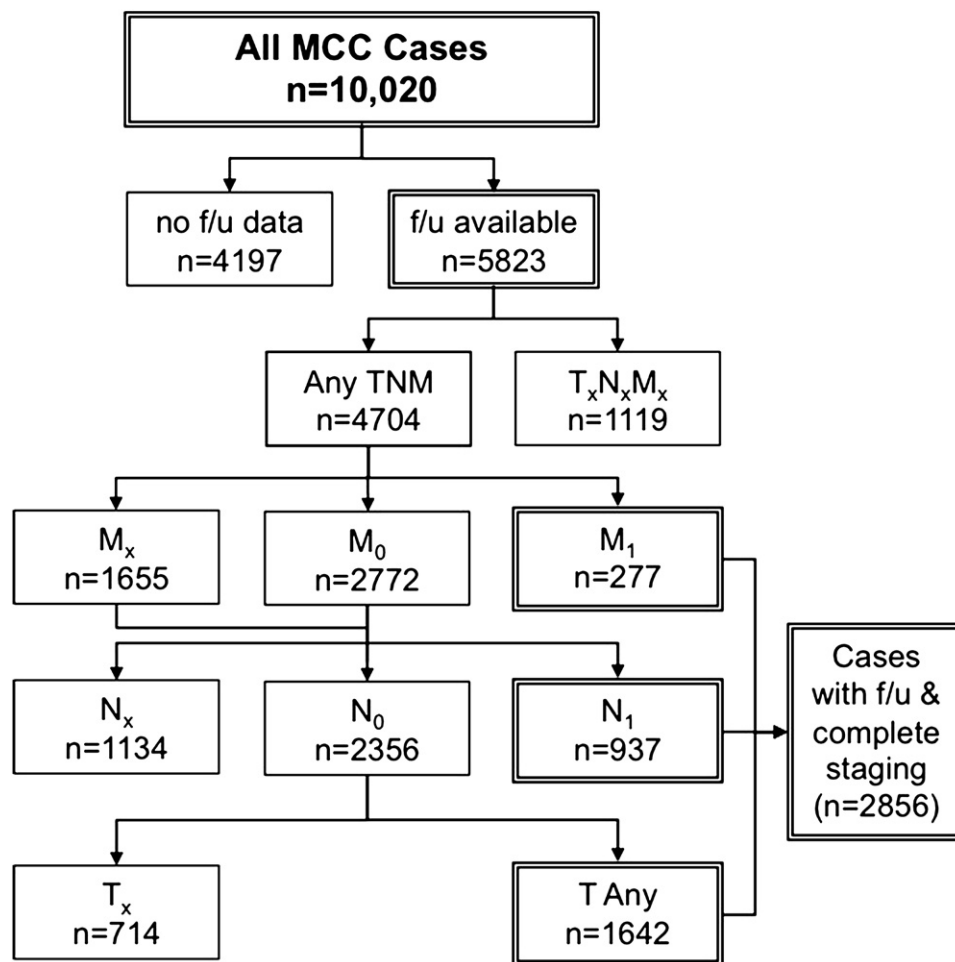 All MCC Cases
n=10,020
no f/u data
n=4197
f/u available
n=5823
Any TNM
n=4704
TₓNₓMₓ
n=1119
Mₓ
n=1655
M₀
n=2772
M₁
n=277
Nₓ
n=1134
N₀
n=2356
N₁
n=937
Cases
with f/u &
complete
staging
(n=2856)
Tₓ
n=714
T Any
n=1642